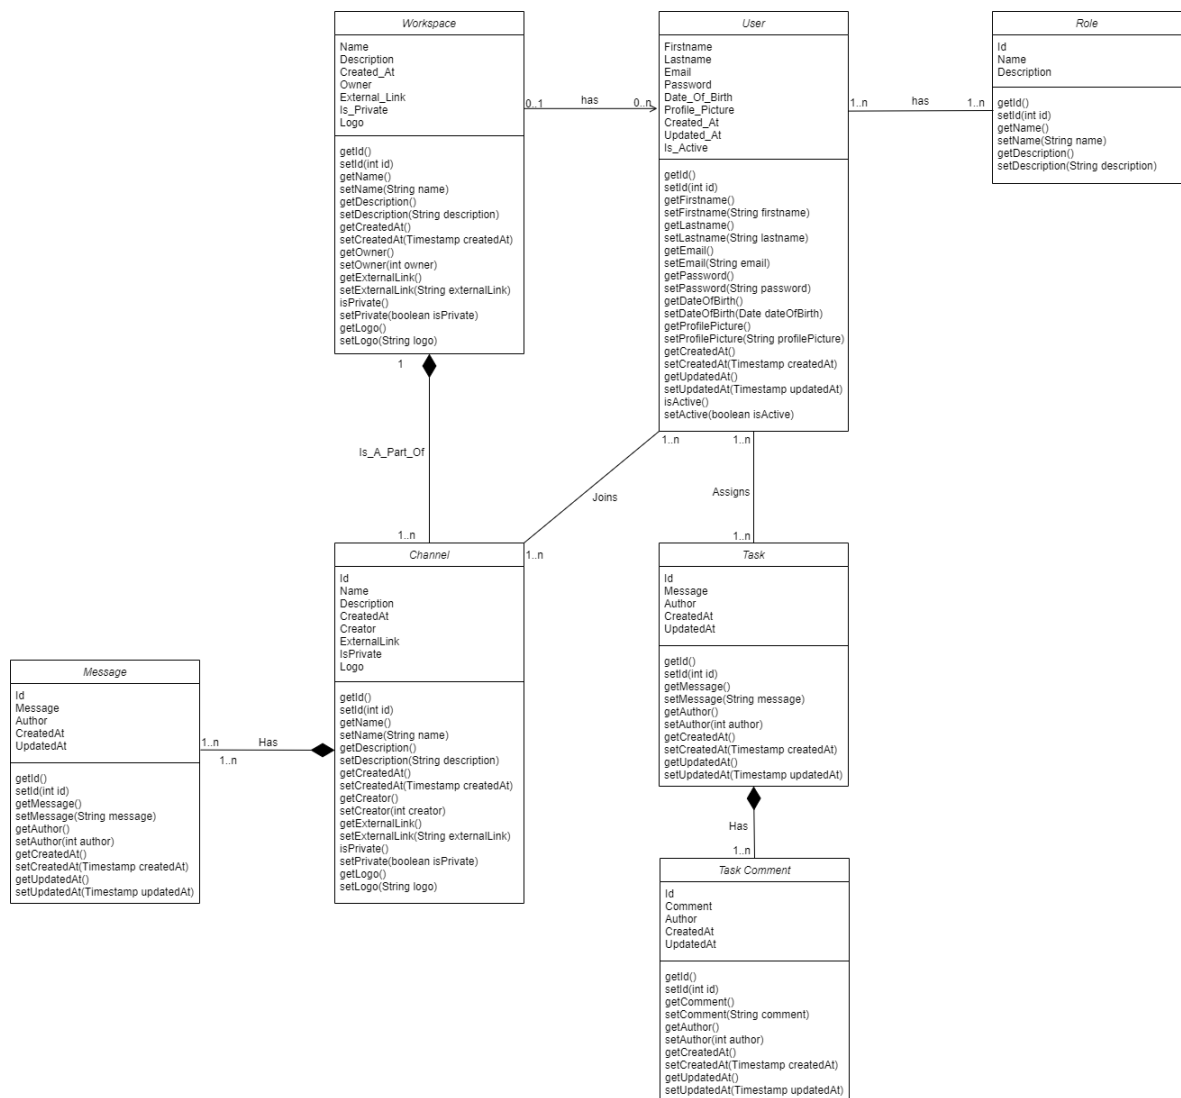 Workspace
Name
Description
Created_At
Owner
External_Link
Is_Private
Logo
getId()
setId(int id)
getName()
setName(String name)
getDescription()
setDescription(String description)
getCreatedAt()
setCreatedAt(Timestamp createdAt)
getOwner()
setOwner(int owner)
getExternalLink()
setExternalLink(String externalLink)
isPrivate()
setPrivate(boolean isPrivate)
getLogo()
setLogo(String logo)
0..1
has
0..n
User
Firstname
Lastname
Email
Password
Date_Of_Birth
Profile_Picture
Created_At
Updated_At
Is_Active
getId()
setId(int id)
getFirstname()
setFirstname(String firstname)
getLastname()
setLastname(String lastname)
getEmail()
setEmail(String email)
getPassword()
setPassword(String password)
getDateOfBirth()
setDateOfBirth(Date dateOfBirth)
getProfilePicture()
setProfilePicture(String profilePicture)
getCreatedAt()
setCreatedAt(Timestamp createdAt)
getUpdatedAt()
setUpdatedAt(Timestamp updatedAt)
isActive()
setActive(boolean isActive)
1..n
has
1..n
Role
Id
Name
Description
getId()
setId(int id)
getName()
setName(String name)
getDescription()
setDescription(String description)
1
Is_A_Part_Of
1..n
1..n
Joins
1..n
1..n
Assigns
1..n
Channel
Id
Name
Description
CreatedAt
Creator
ExternalLink
IsPrivate
Logo
getId()
setId(int id)
getName()
setName(String name)
getDescription()
setDescription(String description)
getCreatedAt()
setCreatedAt(Timestamp createdAt)
getCreator()
setCreator(int creator)
getExternalLink()
setExternalLink(String externalLink)
isPrivate()
setPrivate(boolean isPrivate)
getLogo()
setLogo(String logo)
Task
Id
Message
Author
CreatedAt
UpdatedAt
getId()
setId(int id)
getMessage()
setMessage(String message)
getAuthor()
setAuthor(int author)
getCreatedAt()
setCreatedAt(Timestamp createdAt)
getUpdatedAt()
setUpdatedAt(Timestamp updatedAt)
Message
Id
Message
Author
CreatedAt
UpdatedAt
getId()
setId(int id)
getMessage()
setMessage(String message)
getAuthor()
setAuthor(int author)
getCreatedAt()
setCreatedAt(Timestamp createdAt)
getUpdatedAt()
setUpdatedAt(Timestamp updatedAt)
1..n
Has
1..n
Has
1..n
Task Comment
Id
Comment
Author
CreatedAt
UpdatedAt
getId()
setId(int id)
getComment()
setComment(String comment)
getAuthor()
setAuthor(int author)
getCreatedAt()
setCreatedAt(Timestamp createdAt)
getUpdatedAt()
setUpdatedAt(Timestamp updatedAt)